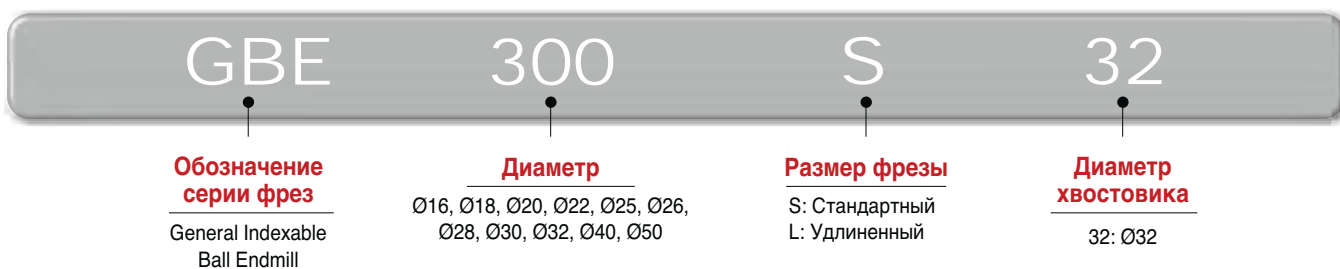 GBE 300 S 32
Обозначение
серии фрез
General Indexable
Ball Endmill
Диаметр
Ø16, Ø18, Ø20, Ø22, Ø25, Ø26,
Ø28, Ø30, Ø32, Ø40, Ø50
Размер фрезы
S: Стандартный
L: Удлиненный
Диаметр
хвостовика
32: Ø32